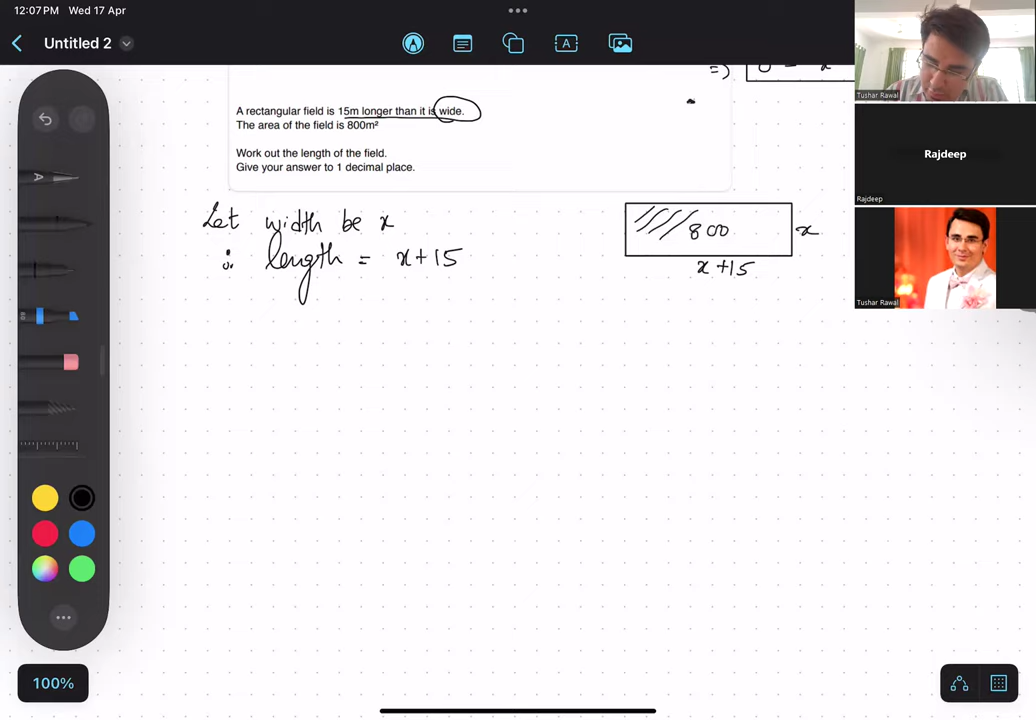 12:07 PM Wed 17 Apr
Untitled 2
A
Tushar Rawal
=)
A rectangular field is 15m longer than it is wide.
The area of the field is 800m²
Work out the length of the field.
Give your answer to 1 decimal place.
Rajdeep
Rajdeep
Let width be x
∴ length = x+15
800
x
x+15
Tushar Rawal
A
100%